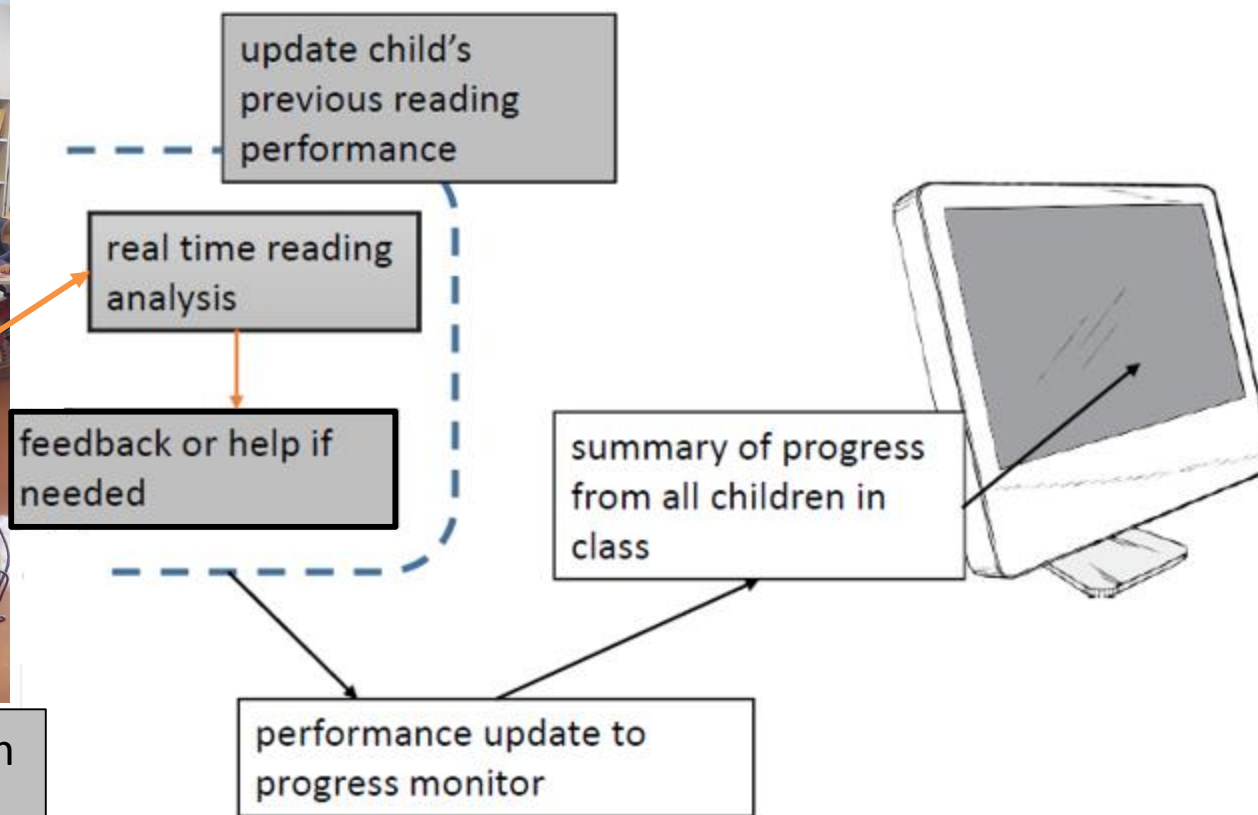 update child's
previous reading
performance
real time reading
analysis
feedback or help if
needed
summary of progress
from all children in
class
performance update to
progress monitor